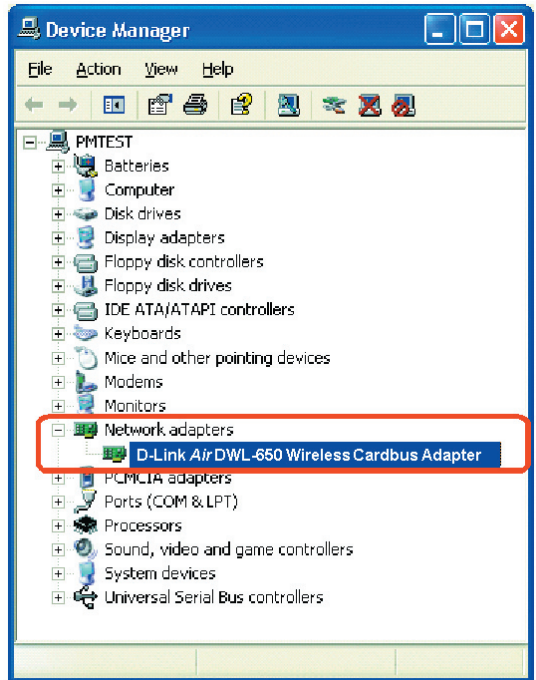 Device Manager
File Action View Help
PMTEST
Batteries
Computer
Disk drives
Display adapters
Floppy disk controllers
Floppy disk drives
IDE ATA/ATAPI controllers
Keyboards
Mice and other pointing devices
Modems
Monitors
Network adapters
D-Link Air DWL-650 Wireless Cardbus Adapter
PCMCIA adapters
Ports (COM & LPT)
Processors
Sound, video and game controllers
System devices
Universal Serial Bus controllers